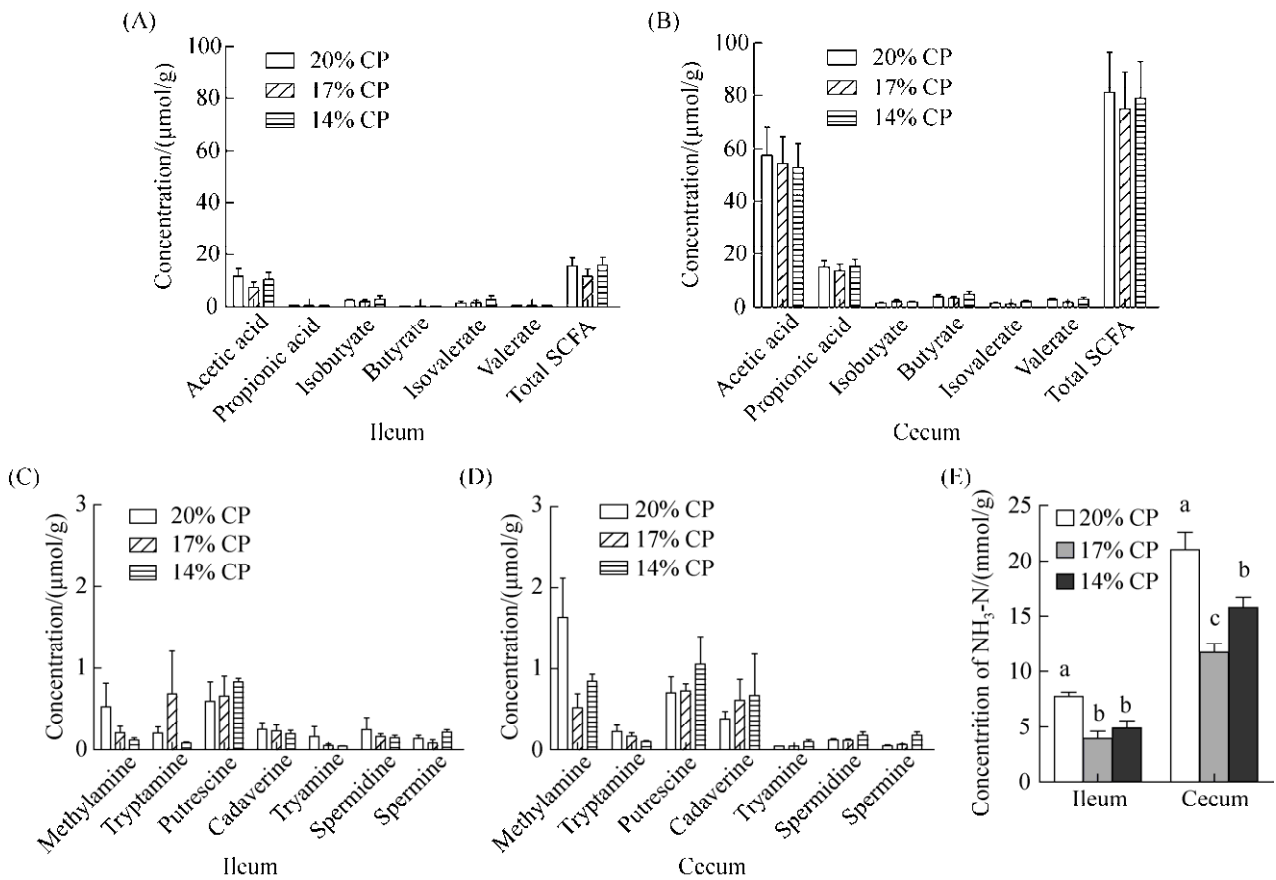 (A)
Concentration/(μmol/g)
100
80
60
40
20
0
20% CP
17% CP
14% CP
Acetic acid
Propionic acid
Isobutyate
Butyrate
Isovalerate
Valerate
Total SCFA
Ileum
(B)
Concentration/(μmol/g)
100
80
60
40
20
0
20% CP
17% CP
14% CP
Acetic acid
Propionic acid
Isobutyate
Butyrate
Isovalerate
Valerate
Total SCFA
Cecum
(C)
Concentration/(μmol/g)
3
2
1
0
20% CP
17% CP
14% CP
Methylamine
Tryptamine
Putrescine
Cadaverine
Tryamine
Spermidine
Spermine
Ileum
(D)
Concentration/(μmol/g)
3
2
1
0
20% CP
17% CP
14% CP
Methylamine
Tryptamine
Putrescine
Cadaverine
Tryamine
Spermidine
Spermine
Cecum
(E)
Concentrition of NH₃-N/(mmol/g)
25
20
15
10
5
0
20% CP
17% CP
14% CP
a
b
b
a
c
b
Ileum
Cecum